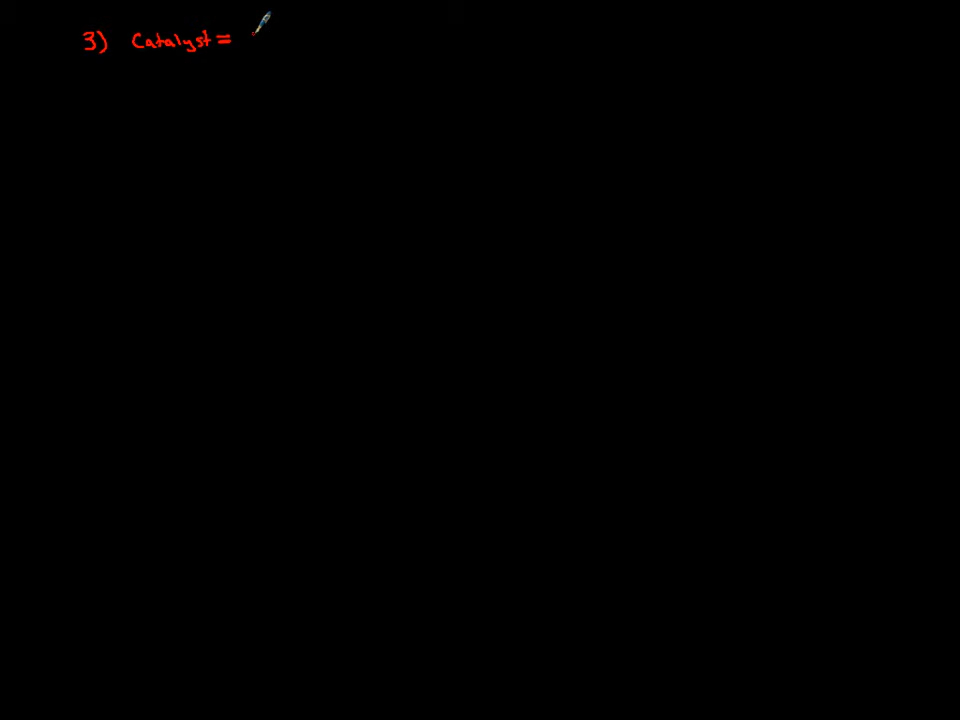 3) Catalyst =